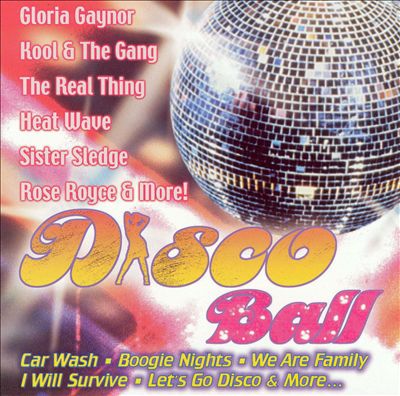 Gloria Gaynor
Kool & The Gang
The Real Thing
Heat Wave
Sister Sledge
Rose Royce & More!
Disco
Ball
Car Wash • Boogie Nights • We Are Family
I Will Survive • Let's Go Disco & More...